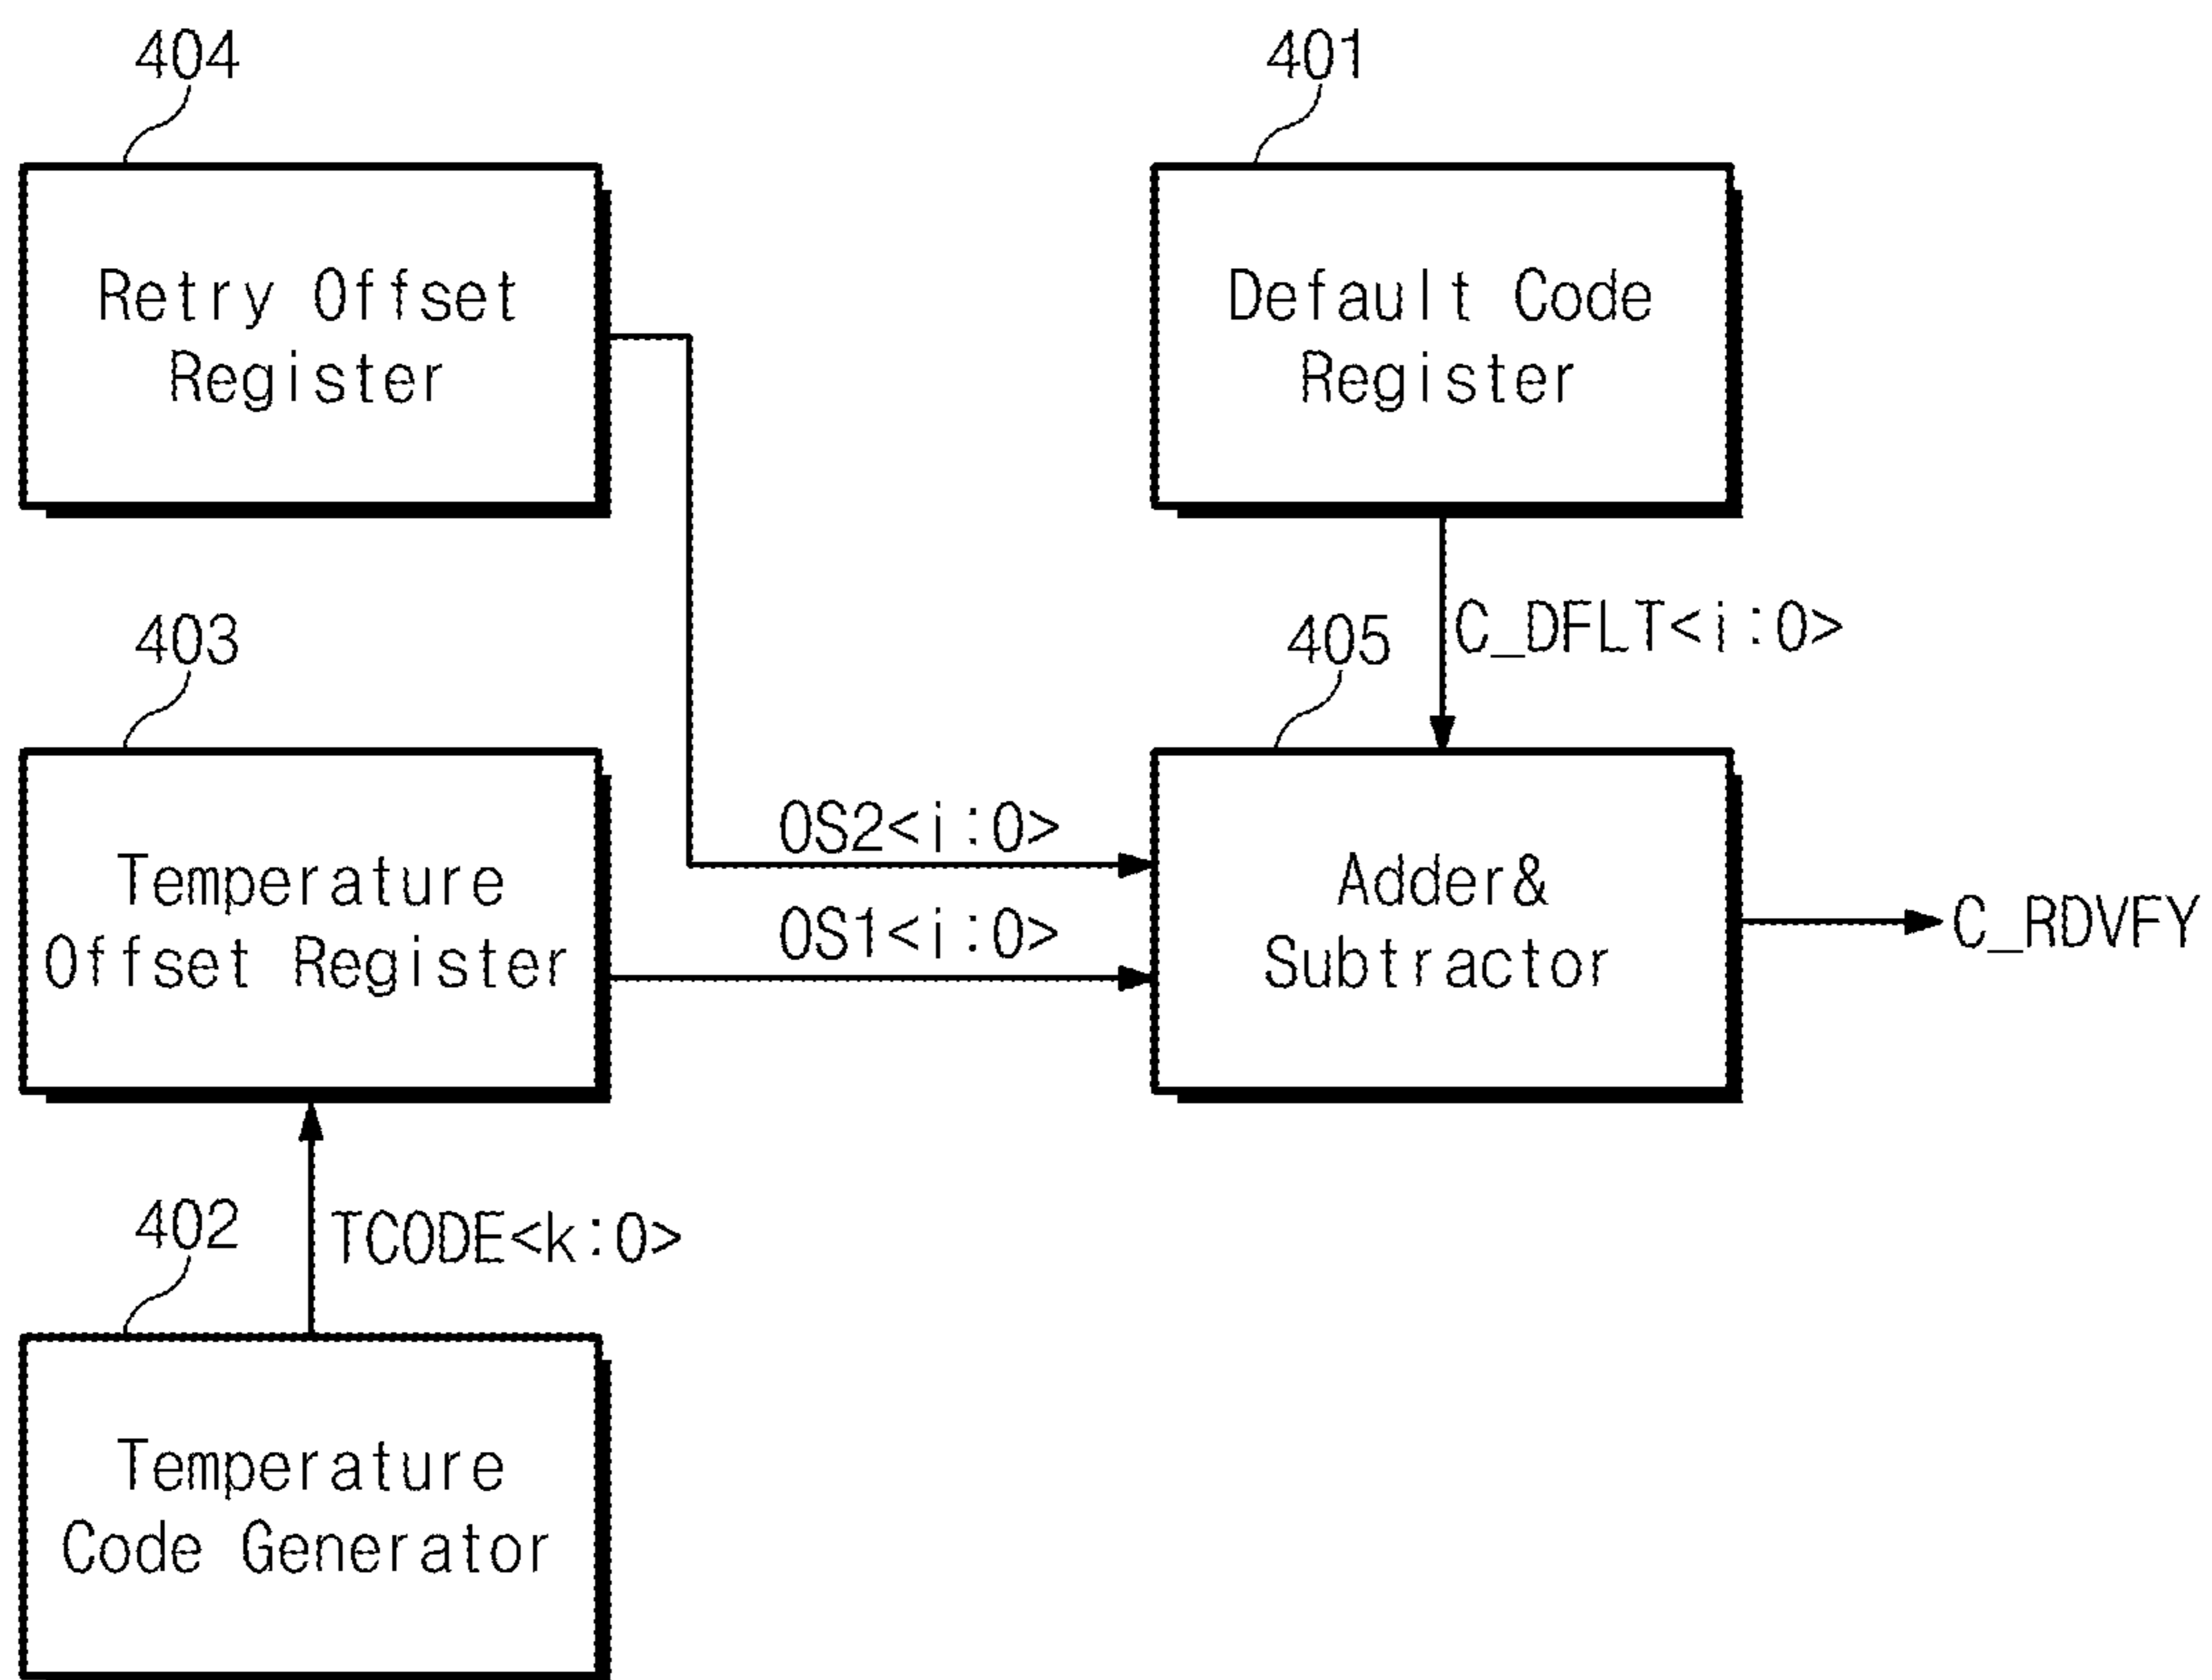 404
401
Retry Offset
Register
Default Code
Register
C_DFLT<i:0>
403
405
OS2<i:0>
Temperature
Offset Register
OS1<i:0>
Adder&
Subtractor
C_RDVFY
402
TCODE<k:0>
Temperature
Code Generator